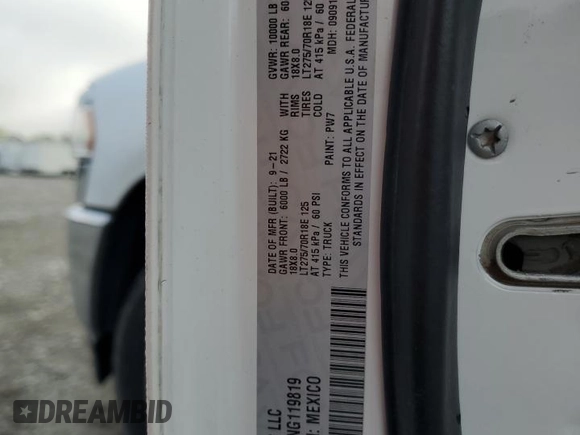 LLC
NG119819
MEXICO
DATE OF MFR (BUILT): 9-21
GVWR: 10000 LB
GAWR FRONT: 6000 LB / 2722 KG WITH
GAWR REAR: 60
18X8.0 RIMS
18X8.0
LT275/70R18E 125 TIRES
LT275/70R18E 12
AT 415 kPa / 60 PSI COLD
AT 415 kPa / 60
TYPE: TRUCK PAINT: PW7 MDH: 09091
THIS VEHICLE CONFORMS TO ALL APPLICABLE U.S.A. FEDERAL
STANDARDS IN EFFECT ON THE DATE OF MANUFACTUR
DREAMBID